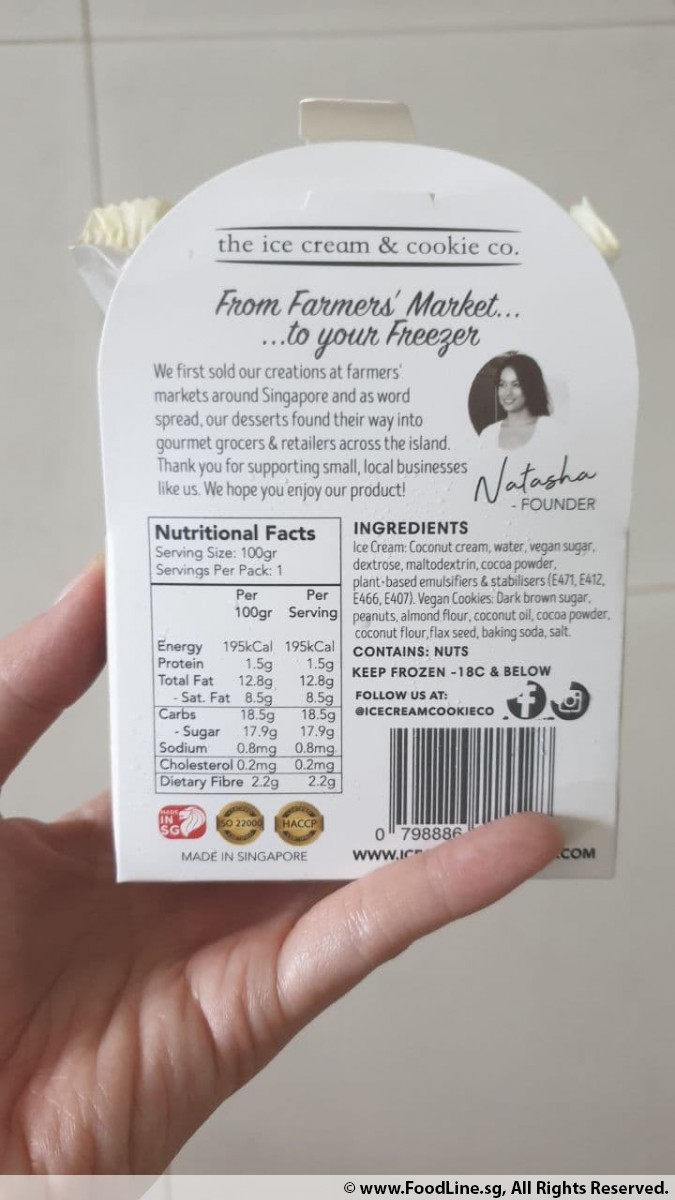 the ice cream & cookie co.
From Farmers' Market...
...to your Freezer
We first sold our creations at farmers'
markets around Singapore and as word
spread, our desserts found their way into
gourmet grocers & retailers across the island.
Thank you for supporting small, local businesses
like us. We hope you enjoy our product!
Natasha
- FOUNDER
Nutritional Facts
Serving Size: 100gr
Servings Per Pack: 1
Per Per
100gr Serving
Energy 195kCal 195kCal
Protein 1.5g 1.5g
Total Fat 12.8g 12.8g
- Sat. Fat 8.5g 8.5g
Carbs 18.5g 18.5g
- Sugar 17.9g 17.9g
Sodium 0.8mg 0.8mg
Cholesterol 0.2mg 0.2mg
Dietary Fibre 2.2g 2.2g
INGREDIENTS
Ice Cream: Coconut cream, water, vegan sugar,
dextrose, maltodextrin, cocoa powder,
plant-based emulsifiers & stabilisers (E471, E412,
E466, E407). Vegan Cookies: Dark brown sugar,
peanuts, almond flour, coconut oil, cocoa powder,
coconut flour,flax seed, baking soda, salt.
CONTAINS: NUTS
KEEP FROZEN -18C & BELOW
FOLLOW US AT:
@ICECREAMCOOKIECO
0 798886
MADE
IN
SG
ISO 22000
HACCP
MADE IN SINGAPORE
WWW.ICE .COM
© www.FoodLine.sg, All Rights Reserved.